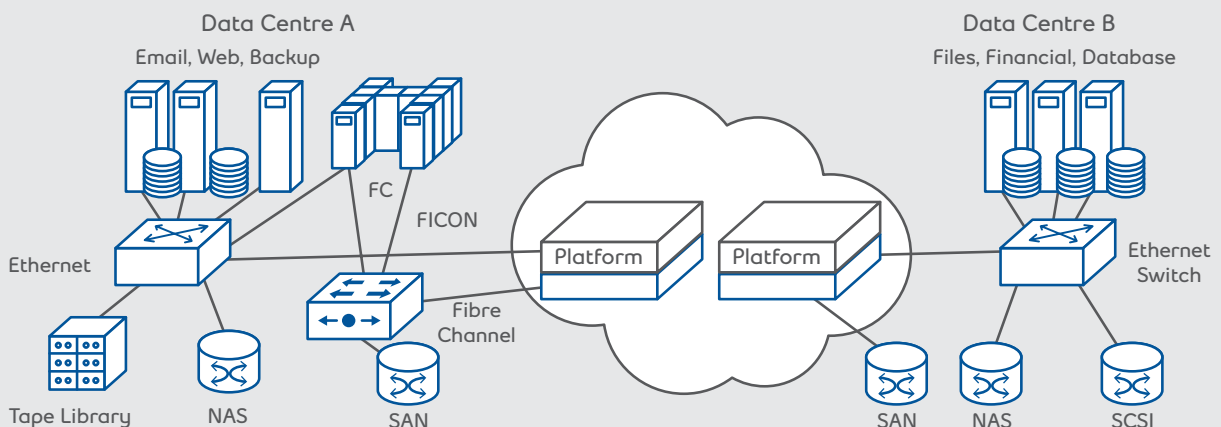 Data Centre A
Data Centre B
Email, Web, Backup
Files, Financial, Database
FC
FICON
Ethernet
Platform
Platform
Ethernet
Switch
Fibre
Channel
Tape Library
NAS
SAN
SAN
NAS
SCSI